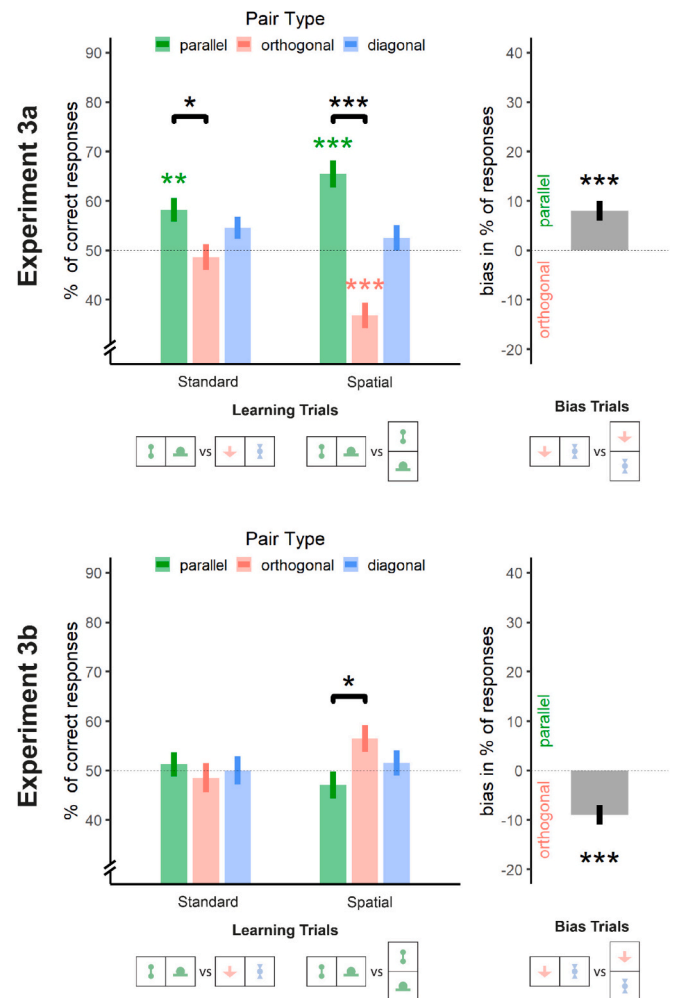 Experiment 3a
Pair Type
parallel orthogonal diagonal
% of correct responses
90
80
70
60
50
40
* ***
** ***
***
Standard Spatial
Learning Trials
vs vs
bias in % of responses
orthogonal parallel
40
30
20
10
0
-10
-20
***
Bias Trials
vs
Experiment 3b
Pair Type
parallel orthogonal diagonal
% of correct responses
90
80
70
60
50
40
*
Standard Spatial
Learning Trials
vs vs
bias in % of responses
orthogonal parallel
40
30
20
10
0
-10
-20
***
Bias Trials
vs